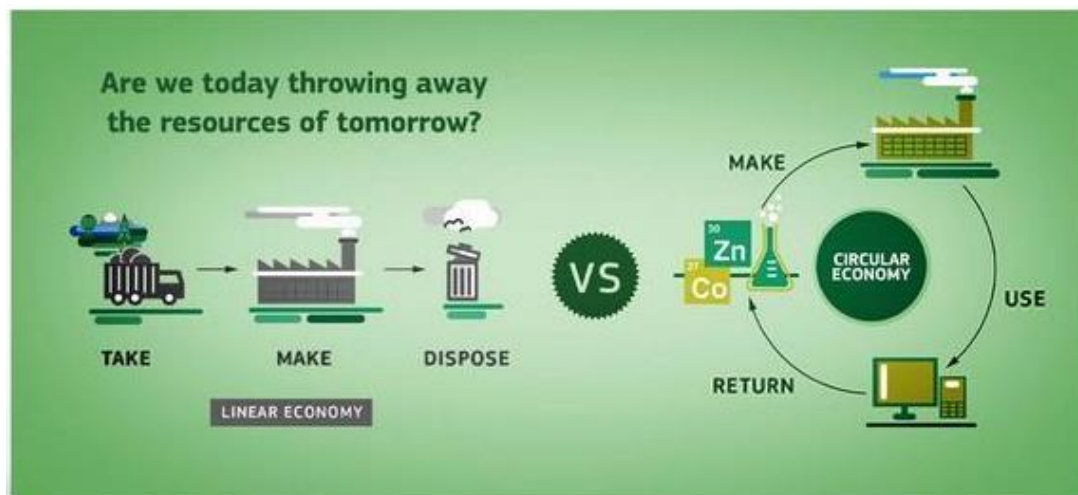 Are we today throwing away
the resources of tomorrow?
TAKE
MAKE
DISPOSE
LINEAR ECONOMY
VS
MAKE
30
Zn
27
Co
CIRCULAR
ECONOMY
USE
RETURN